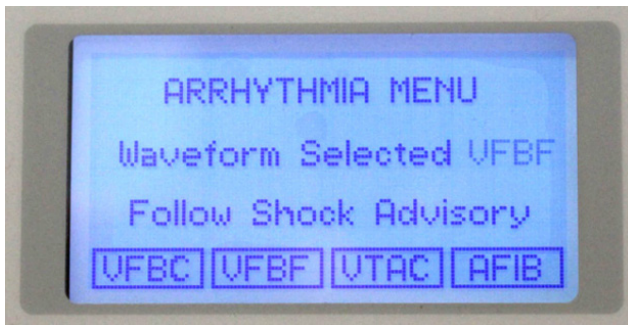 ARRHYTHMIA MENU
Waveform Selected VFBF
Follow Shock Advisory
VFBC VFBF VTAC AFIB